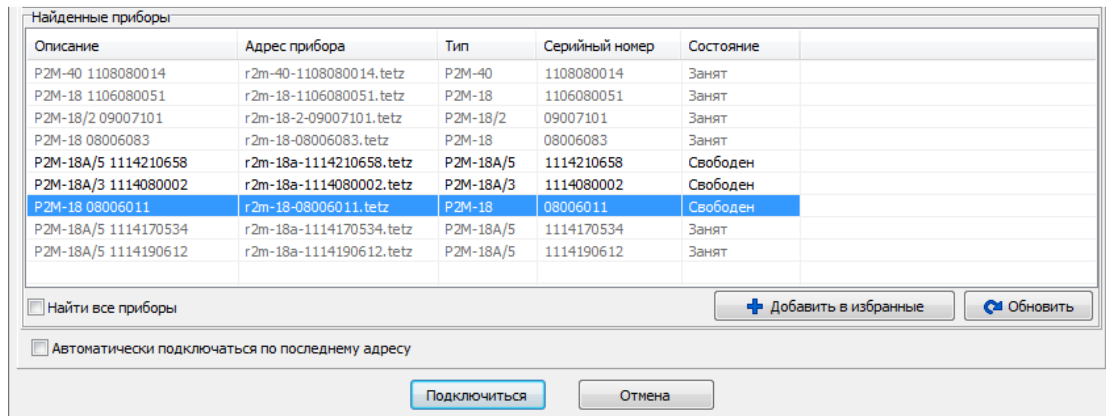 Найденные приборы
Описание Адрес прибора Тип Серийный номер Состояние
Р2М-40 1108080014 r2m-40-1108080014.tetz Р2М-40 1108080014 Занят
Р2М-18 1106080051 r2m-18-1106080051.tetz Р2М-18 1106080051 Занят
Р2М-18/2 09007101 r2m-18-2-09007101.tetz Р2М-18/2 09007101 Занят
Р2М-18 08006083 r2m-18-08006083.tetz Р2М-18 08006083 Занят
Р2М-18А/5 1114210658 r2m-18a-1114210658.tetz Р2М-18А/5 1114210658 Свободен
Р2М-18А/3 1114080002 r2m-18a-1114080002.tetz Р2М-18А/3 1114080002 Свободен
Р2М-18 08006011 r2m-18-08006011.tetz Р2М-18 08006011 Свободен
Р2М-18А/5 1114170534 r2m-18a-1114170534.tetz Р2М-18А/5 1114170534 Занят
Р2М-18А/5 1114190612 r2m-18a-1114190612.tetz Р2М-18А/5 1114190612 Занят
Найти все приборы Добавить в избранные Обновить
Автоматически подключаться по последнему адресу
Подключиться Отмена